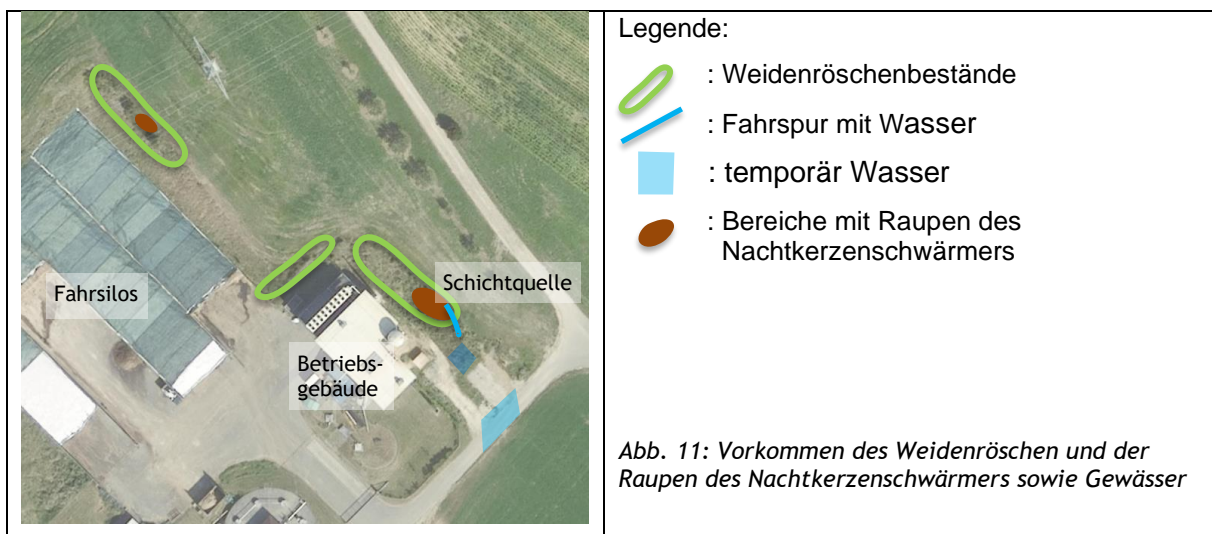 Fahrsilos
Schichtquelle
Betriebs-
gebäude
Legende:
: Weidenröschenbestände
: Fahrspur mit Wasser
: temporär Wasser
: Bereiche mit Raupen des
Nachtkerzenschwärmers
Abb. 11: Vorkommen des Weidenröschen und der
Raupen des Nachtkerzenschwärmers sowie Gewässer